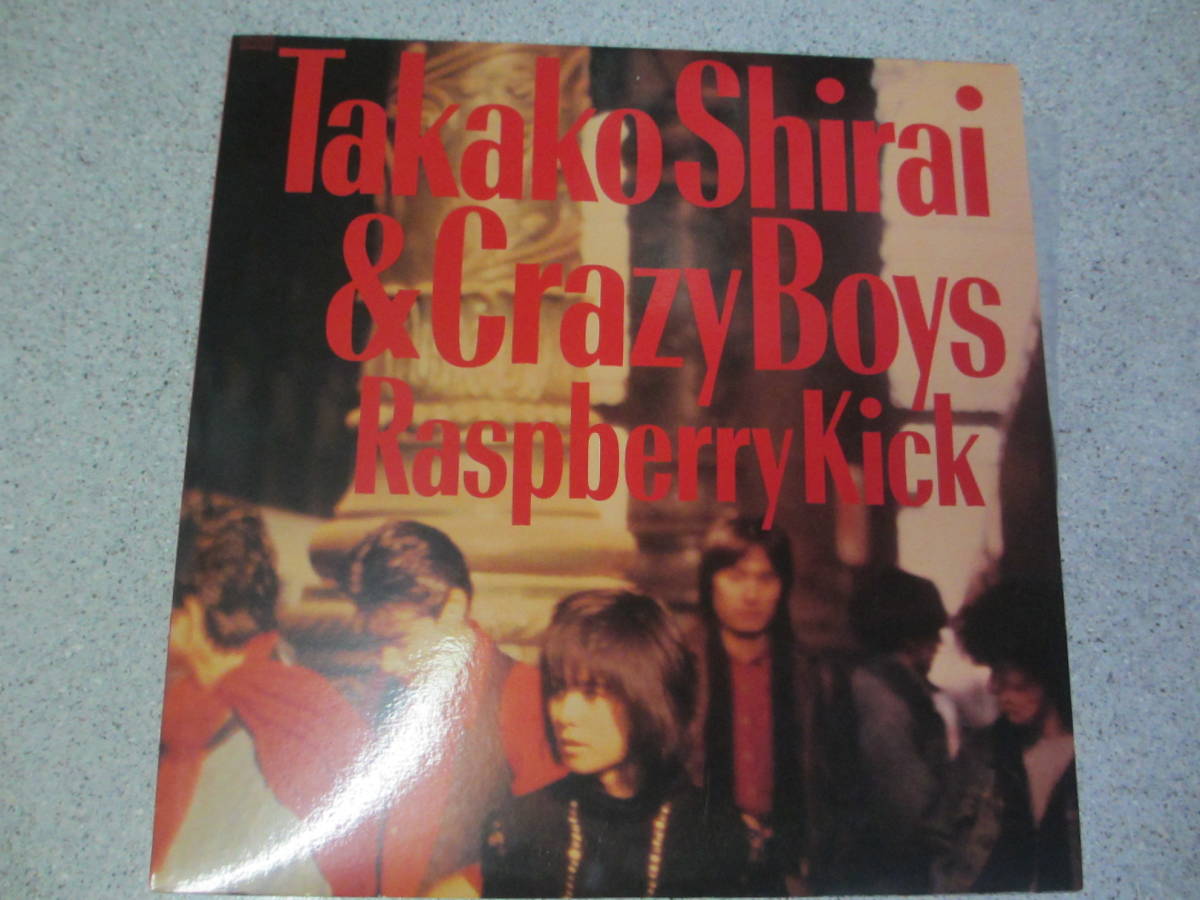 Takako Shirai
& Crazy Boys
Raspberry Kick